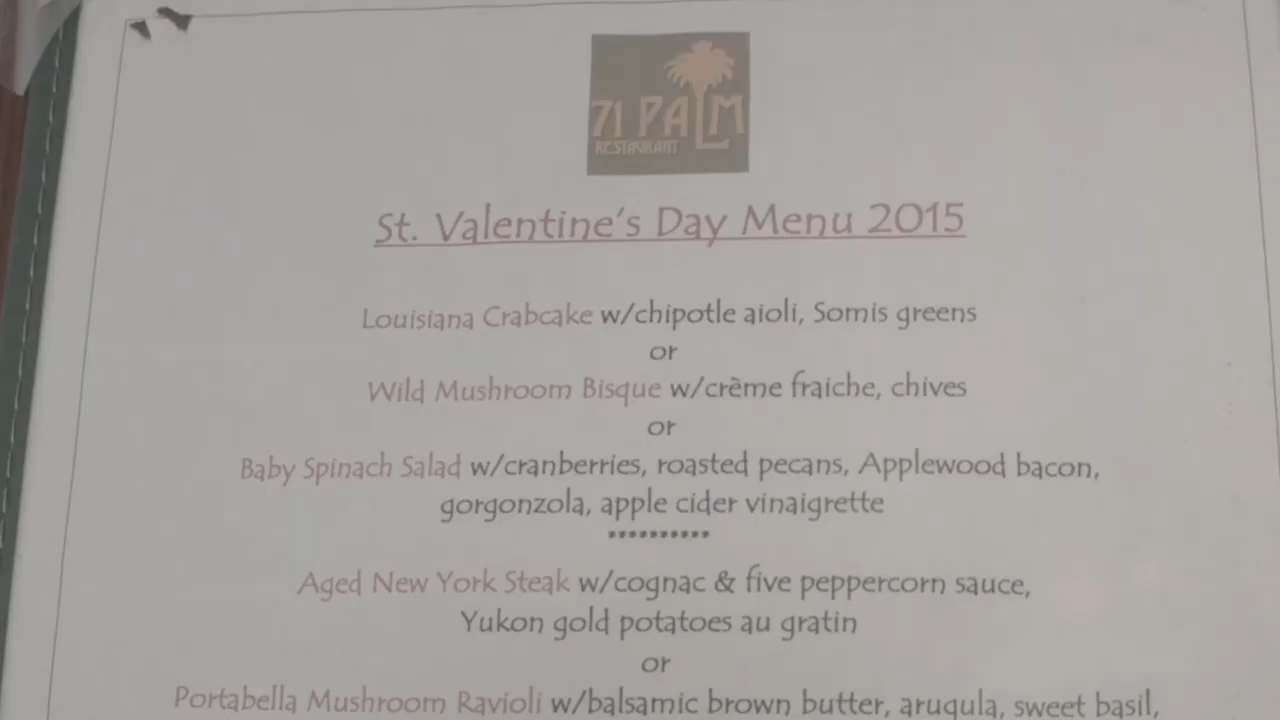 71 PALM
RESTAURANT
St. Valentine's Day Menu 2015
Louisiana Crabcake w/chipotle aioli, Somis greens
or
Wild Mushroom Bisque w/crème fraiche, chives
or
Baby Spinach Salad w/cranberries, roasted pecans, Applewood bacon,
gorgonzola, apple cider vinaigrette
**********
Aged New York Steak w/cognac & five peppercorn sauce,
Yukon gold potatoes au gratin
or
Portabella Mushroom Ravioli w/balsamic brown butter, arugula, sweet basil,